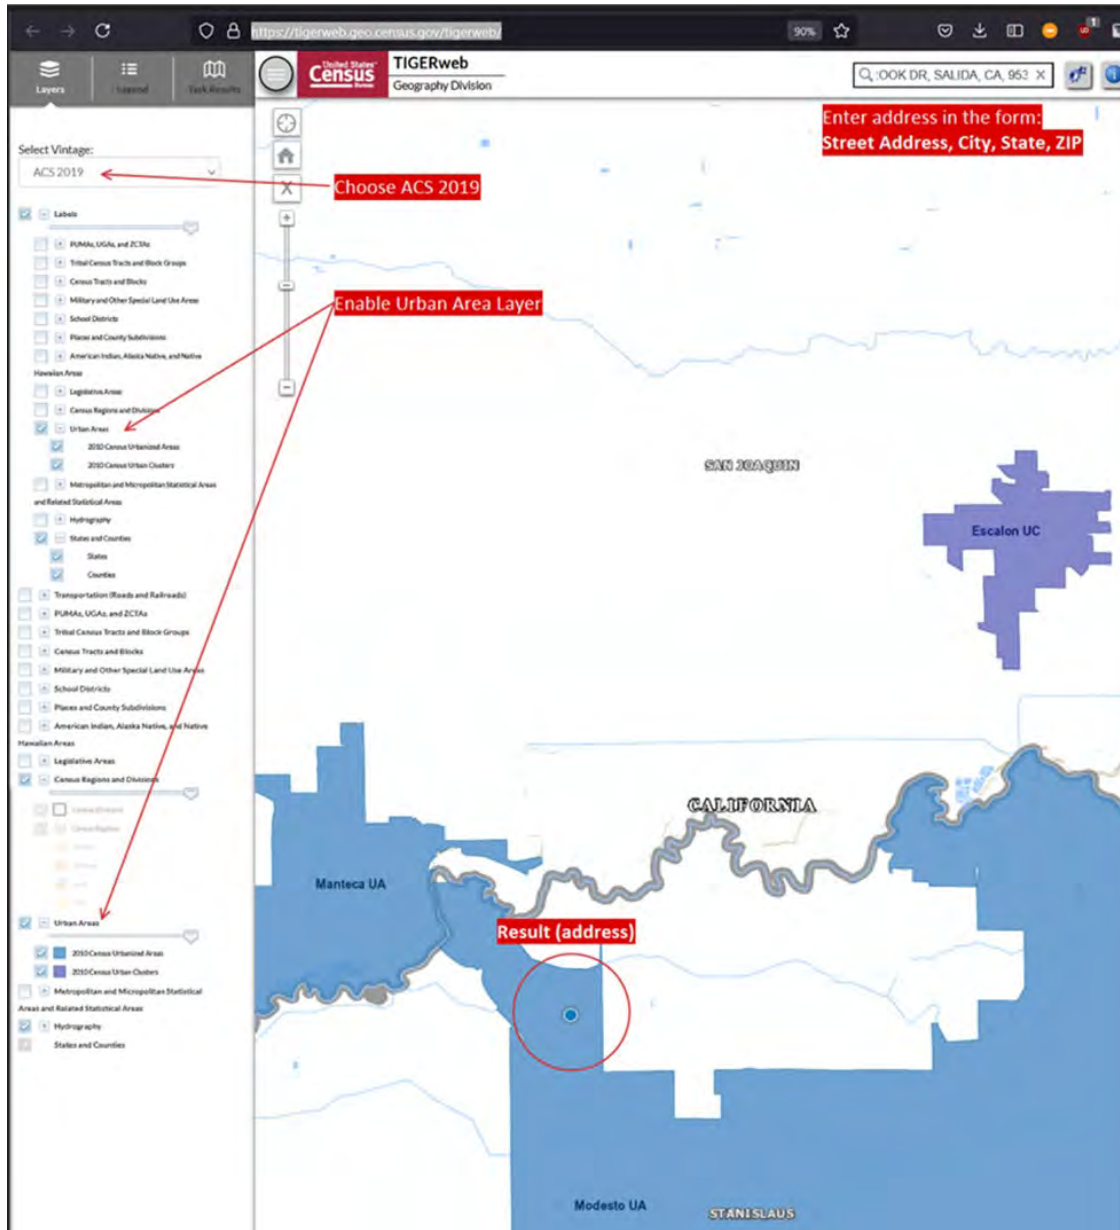 https://tigerweb.geo.census.gov/tigerweb/
90%
1
Layers
Legend
Task Results
United States
Census
Bureau
TIGERweb
Geography Division
:OOK DR, SALIDA, CA, 953 X
Enter address in the form:
Street Address, City, State, ZIP
Select Vintage:
ACS 2019
Choose ACS 2019
Labels
PUMAs, UGAs, and ZCTAs
Tribal Census Tracts and Block Groups
Census Tracts and Blocks
Military and Other Special Land Use Areas
School Districts
Places and County Subdivisions
American Indian, Alaska Native, and Native
Hawaiian Areas
Legislative Areas
Census Regions and Divisions
Urban Areas
2010 Census Urbanized Areas
2010 Census Urban Clusters
Metropolitan and Micropolitan Statistical Areas
and Related Statistical Areas
Hydrography
States and Counties
States
Counties
Transportation (Roads and Railroads)
PUMAs, UGAs, and ZCTAs
Tribal Census Tracts and Block Groups
Census Tracts and Blocks
Military and Other Special Land Use Areas
School Districts
Places and County Subdivisions
American Indian, Alaska Native, and Native
Hawaiian Areas
Legislative Areas
Census Regions and Divisions
Census Divisions
Census Regions
Urban Areas
2010 Census Urbanized Areas
2010 Census Urban Clusters
Metropolitan and Micropolitan Statistical
Areas and Related Statistical Areas
Hydrography
States and Counties
Enable Urban Area Layer
SAN JOAQUIN
Escalon UC
CALIFORNIA
Manteca UA
Result (address)
Modesto UA
STANISLAUS